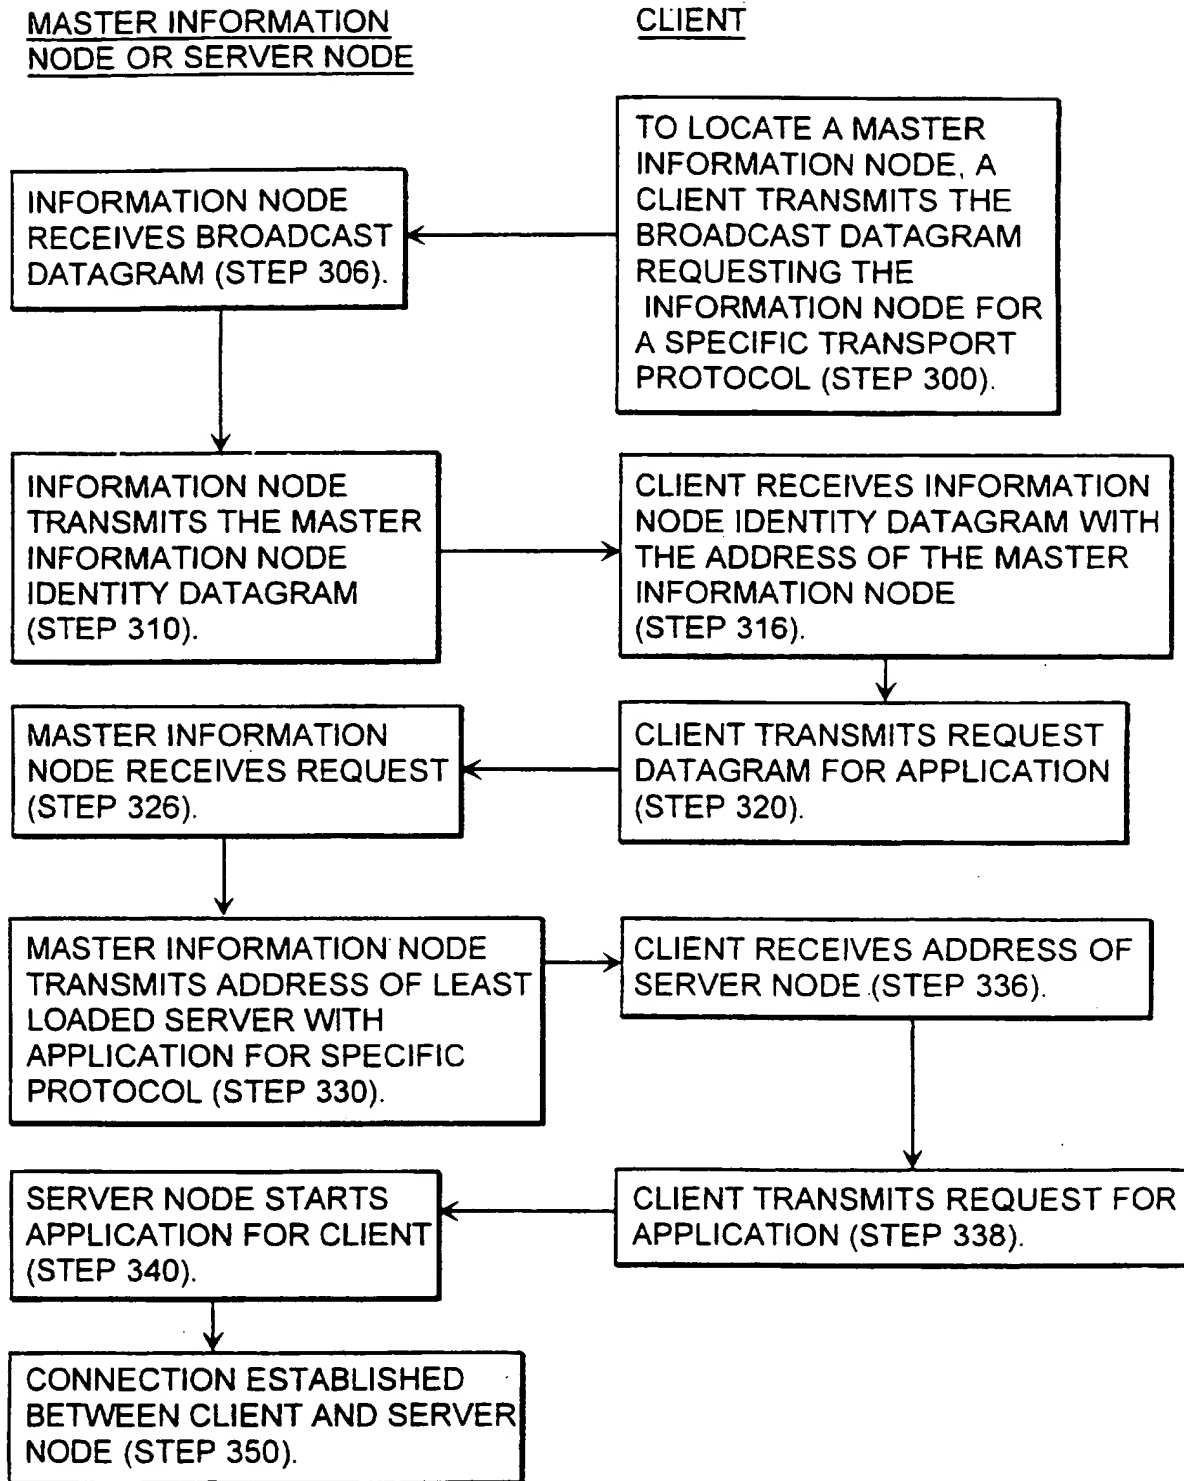 MASTER INFORMATION
NODE OR SERVER NODE
CLIENT
TO LOCATE A MASTER
INFORMATION NODE, A
CLIENT TRANSMITS THE
BROADCAST DATAGRAM
REQUESTING THE
INFORMATION NODE FOR
A SPECIFIC TRANSPORT
PROTOCOL (STEP 300).
INFORMATION NODE
RECEIVES BROADCAST
DATAGRAM (STEP 306).
INFORMATION NODE
TRANSMITS THE MASTER
INFORMATION NODE
IDENTITY DATAGRAM
(STEP 310).
CLIENT RECEIVES INFORMATION
NODE IDENTITY DATAGRAM WITH
THE ADDRESS OF THE MASTER
INFORMATION NODE
(STEP 316).
CLIENT TRANSMITS REQUEST
DATAGRAM FOR APPLICATION
(STEP 320).
MASTER INFORMATION
NODE RECEIVES REQUEST
(STEP 326).
MASTER INFORMATION NODE
TRANSMITS ADDRESS OF LEAST
LOADED SERVER WITH
APPLICATION FOR SPECIFIC
PROTOCOL (STEP 330).
CLIENT RECEIVES ADDRESS OF
SERVER NODE (STEP 336).
CLIENT TRANSMITS REQUEST FOR
APPLICATION (STEP 338).
SERVER NODE STARTS
APPLICATION FOR CLIENT
(STEP 340).
CONNECTION ESTABLISHED
BETWEEN CLIENT AND SERVER
NODE (STEP 350).